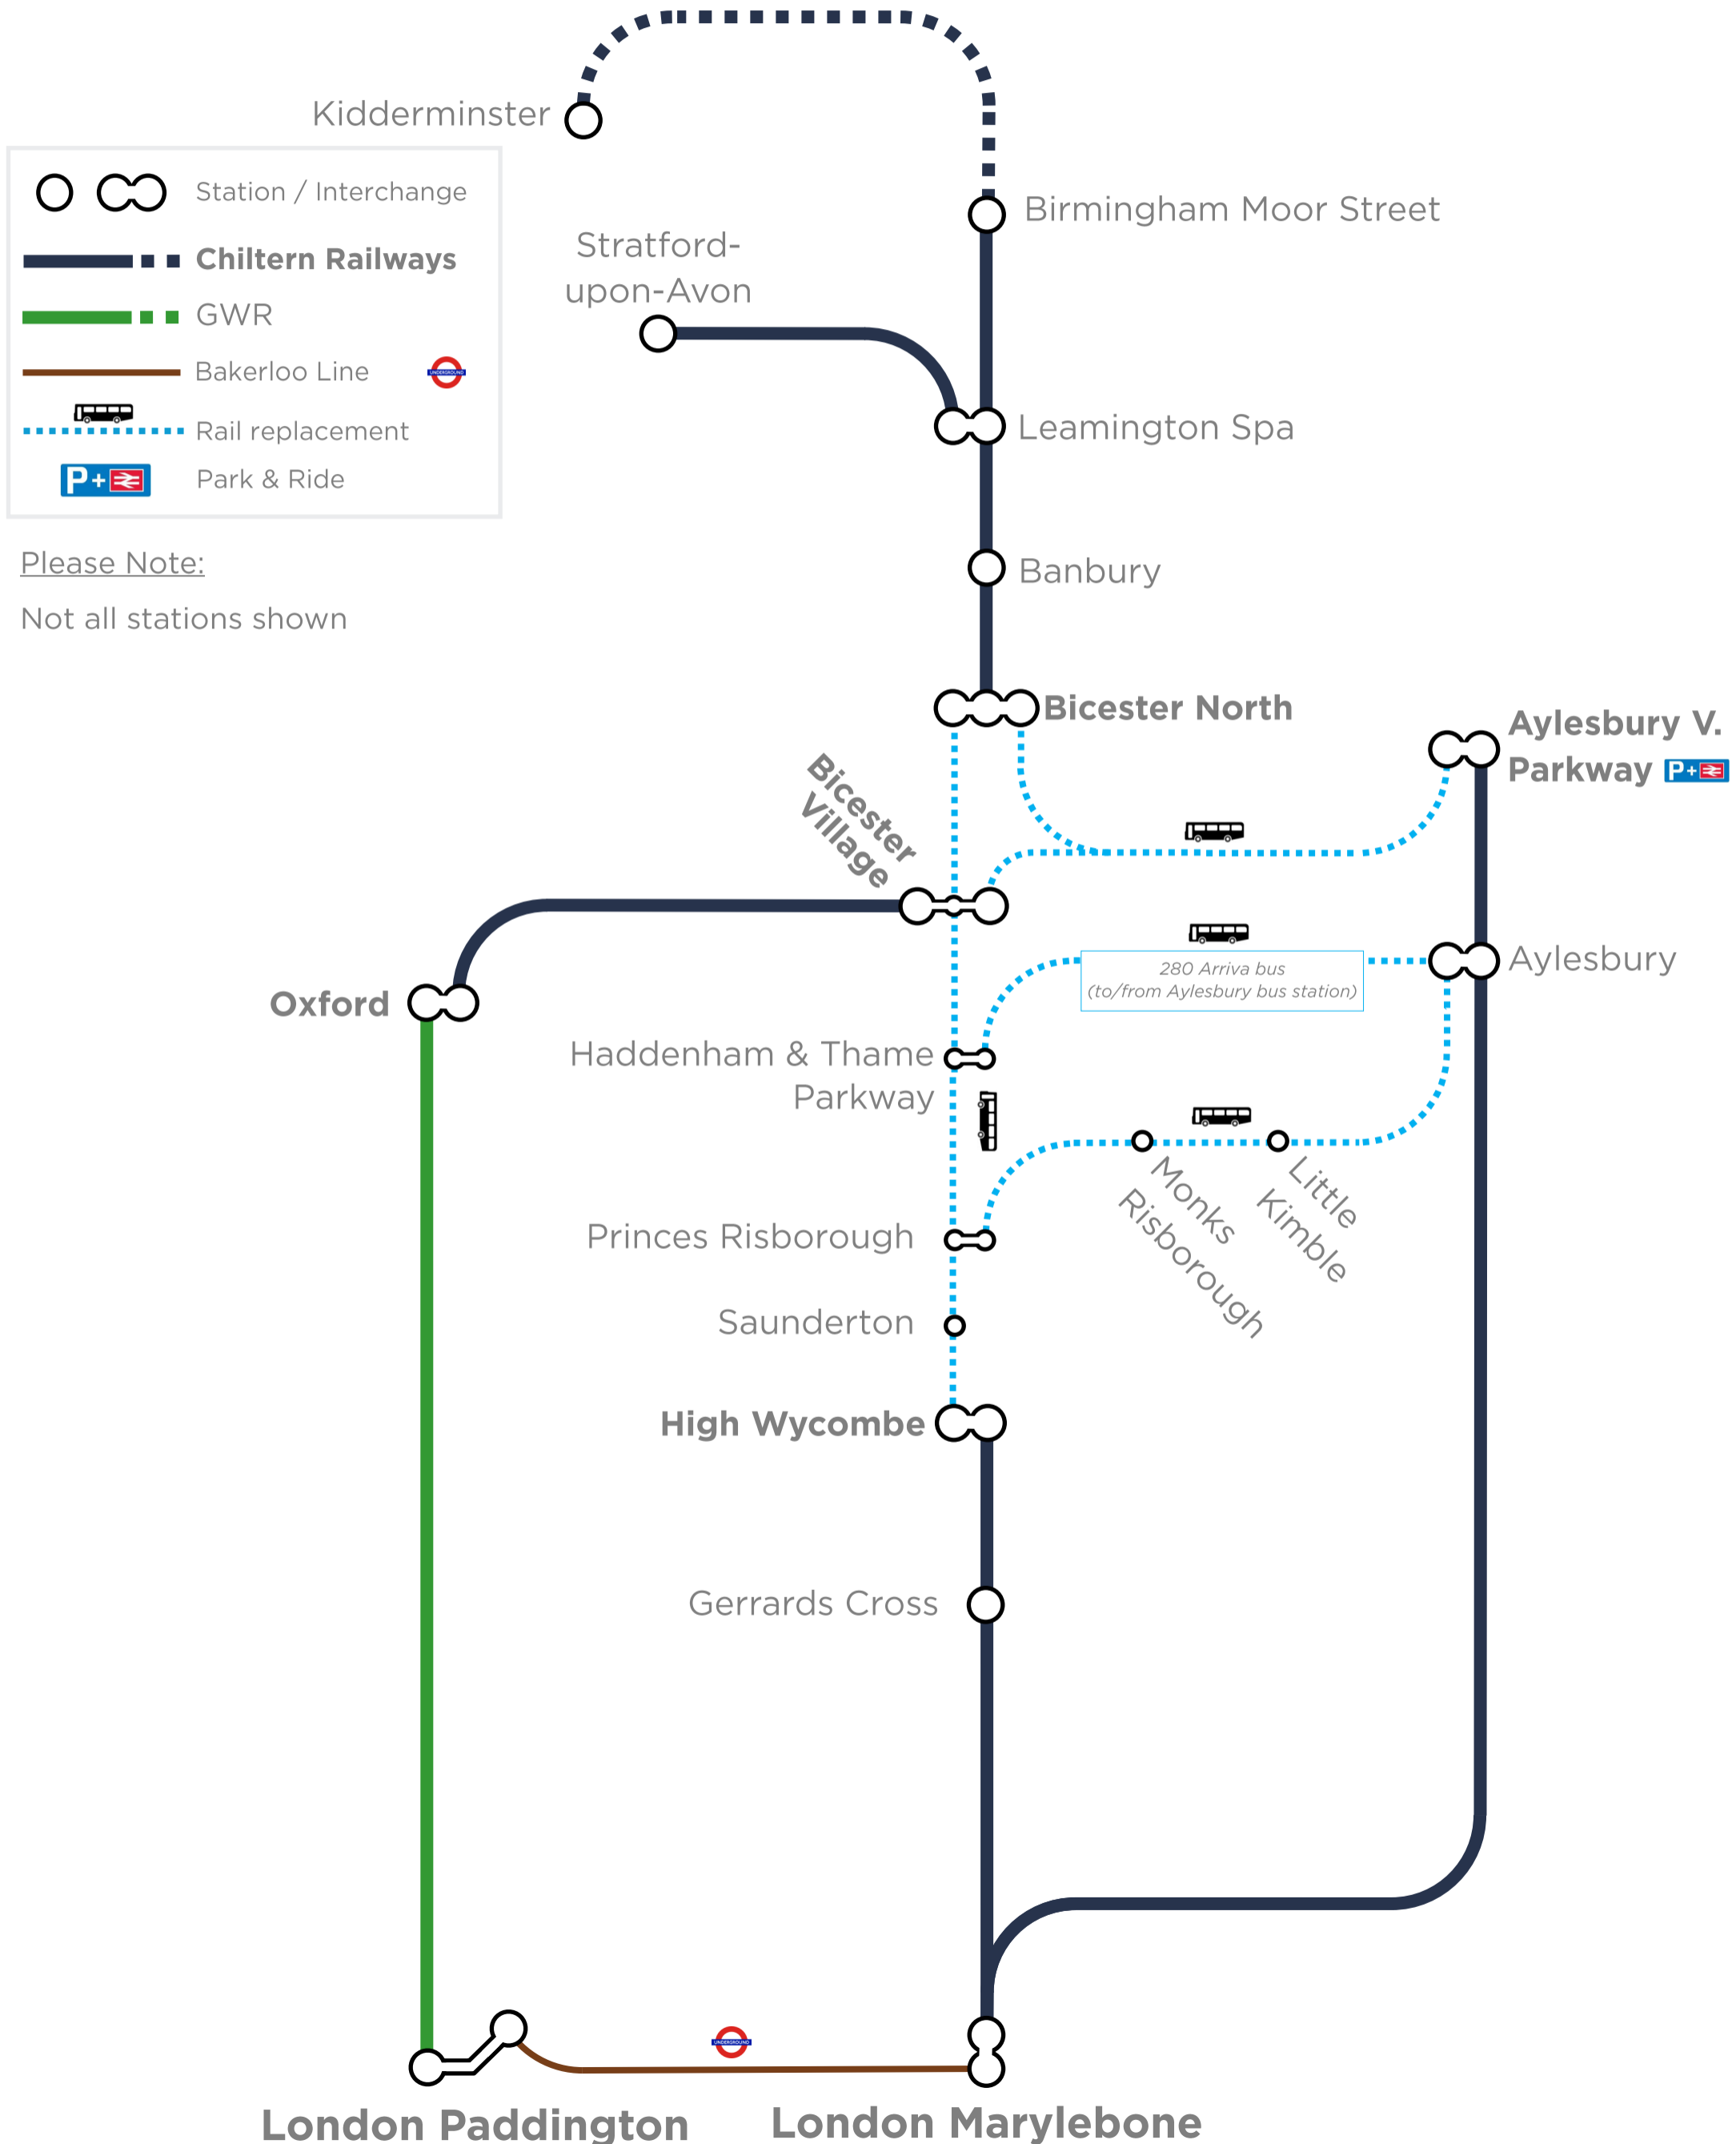 Kidderminster
Station / Interchange
Chiltern Railways
GWR
Bakerloo Line
UNDERGROUND
Rail replacement
P+
Park & Ride
Please Note:
Not all stations shown
Birmingham Moor Street
Stratford-
upon-Avon
Leamington Spa
Banbury
Bicester North
Aylesbury V.
Parkway P+
Bicester
Village
280 Arriva bus
(to/from Aylesbury bus station)
Aylesbury
Oxford
Haddenham & Thame
Parkway
Monks
Risborough
Little
Kimble
Princes Risborough
Saunderton
High Wycombe
Gerrards Cross
UNDERGROUND
London Paddington
London Marylebone